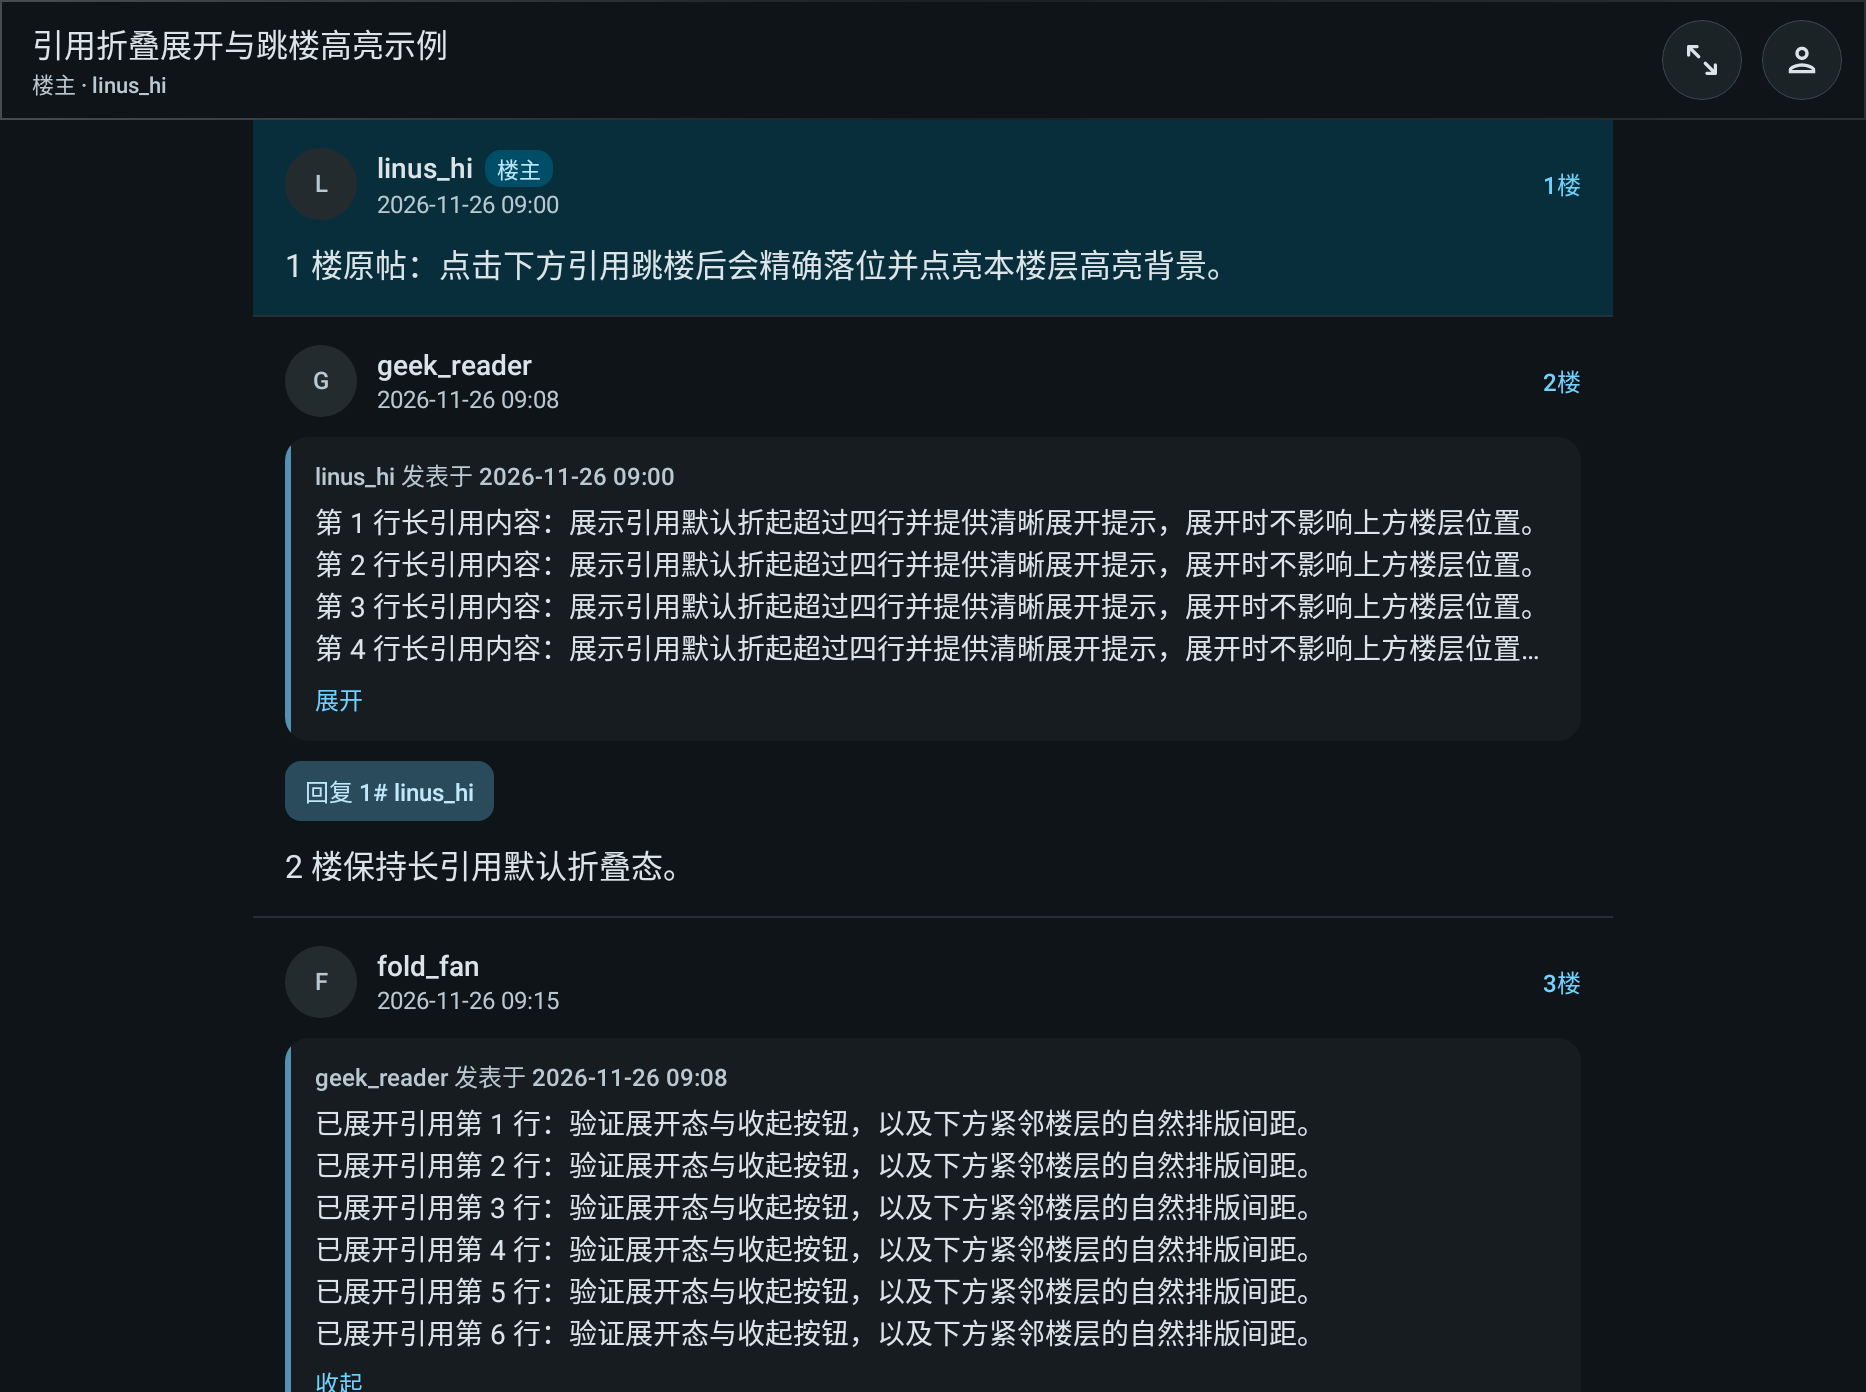 引用折叠展开与跳楼高亮示例
楼主 · linus_hi
L
linus_hi 楼主
2026-11-26 09:00
1楼
1 楼原帖：点击下方引用跳楼后会精确落位并点亮本楼层高亮背景。
G
geek_reader
2026-11-26 09:08
2楼
linus_hi 发表于 2026-11-26 09:00
第 1 行长引用内容：展示引用默认折起超过四行并提供清晰展开提示，展开时不影响上方楼层位置。
第 2 行长引用内容：展示引用默认折起超过四行并提供清晰展开提示，展开时不影响上方楼层位置。
第 3 行长引用内容：展示引用默认折起超过四行并提供清晰展开提示，展开时不影响上方楼层位置。
第 4 行长引用内容：展示引用默认折起超过四行并提供清晰展开提示，展开时不影响上方楼层位置…
展开
回复 1# linus_hi
2 楼保持长引用默认折叠态。
F
fold_fan
2026-11-26 09:15
3楼
geek_reader 发表于 2026-11-26 09:08
已展开引用第 1 行：验证展开态与收起按钮，以及下方紧邻楼层的自然排版间距。
已展开引用第 2 行：验证展开态与收起按钮，以及下方紧邻楼层的自然排版间距。
已展开引用第 3 行：验证展开态与收起按钮，以及下方紧邻楼层的自然排版间距。
已展开引用第 4 行：验证展开态与收起按钮，以及下方紧邻楼层的自然排版间距。
已展开引用第 5 行：验证展开态与收起按钮，以及下方紧邻楼层的自然排版间距。
已展开引用第 6 行：验证展开态与收起按钮，以及下方紧邻楼层的自然排版间距。
收起